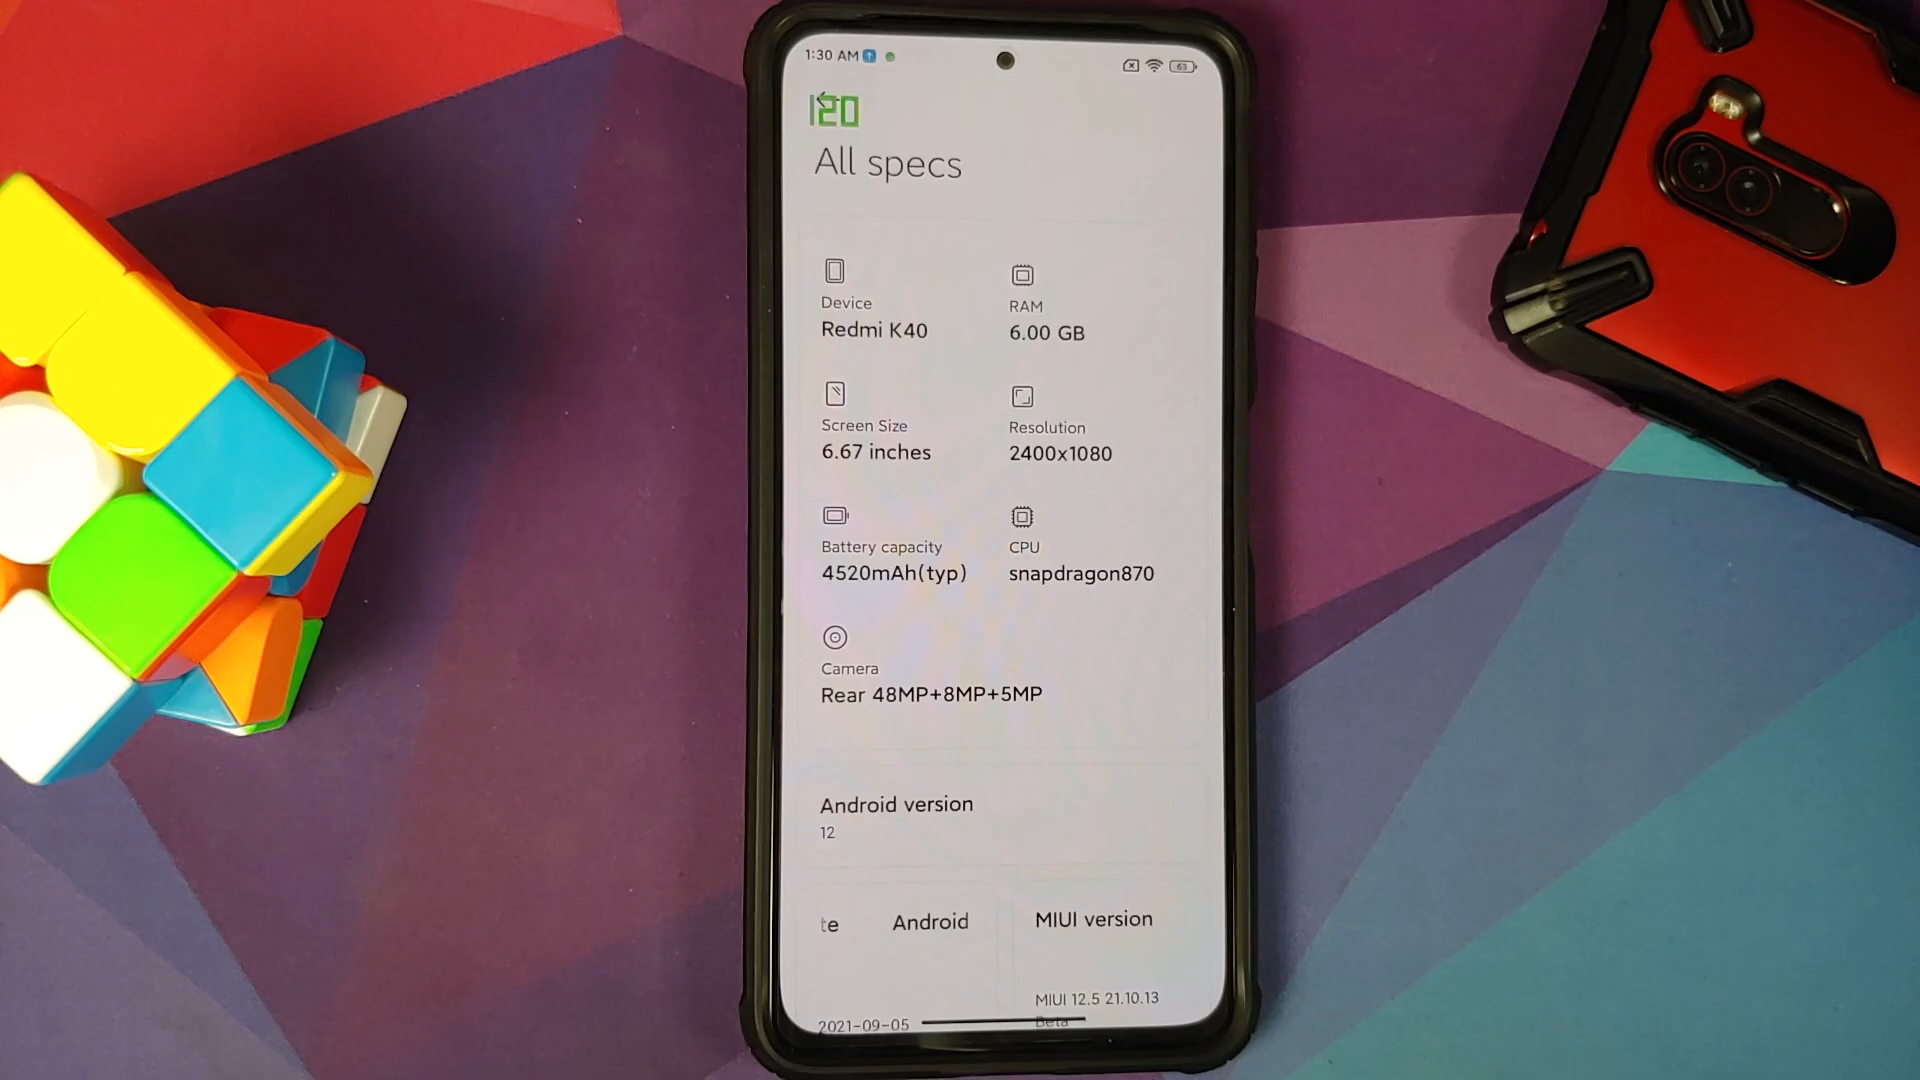 1:30 AM
63
120
All specs
Device
Redmi K40
RAM
6.00 GB
Screen Size
6.67 inches
Resolution
2400x1080
Battery capacity
4520mAh(typ)
CPU
snapdragon870
Camera
Rear 48MP+8MP+5MP
Android version
12
te Android
2021-09-05
MIUI version
MIUI 12.5 21.10.13
Beta